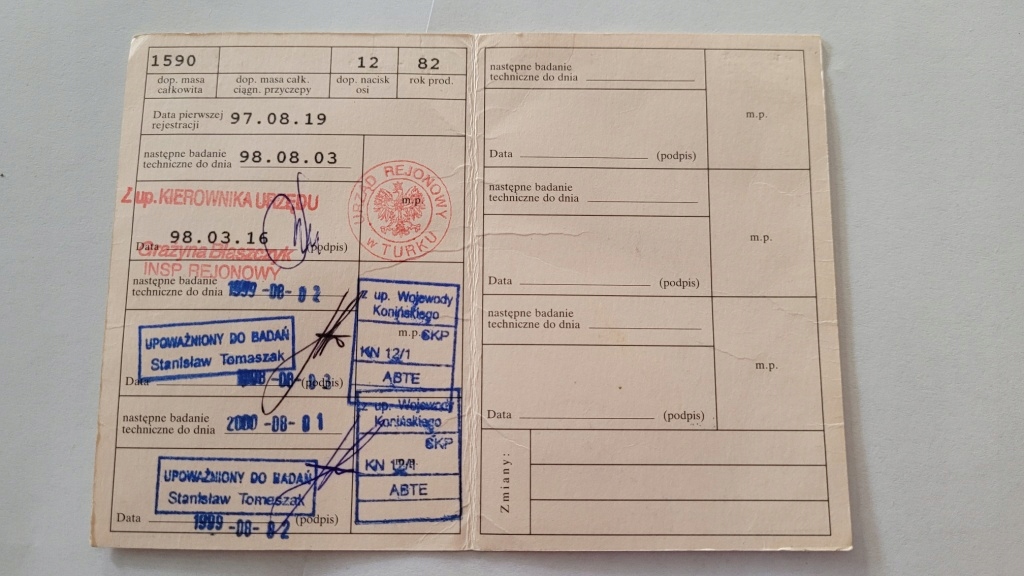 1590 12 82
dop. masa całkowita dop. masa całk. ciągn. przyczepy dop. nacisk osi rok prod.
Data pierwszej rejestracji 97.08.19
następne badanie techniczne do dnia 98.08.03
Z up. KIEROWNIKA URZĘDU
URZĄD REJONOWY w TURKU
m.p.
Data 98.03.16 (podpis)
Grażyna Błaszczyk
INSP REJONOWY
następne badanie
techniczne do dnia 1999-08-02
z up. Wojewody
Konińskiego
m.p. SKP
KN 12/1
ABTE
UPOWAŻNIONY DO BADAŃ
Stanisław Tomaszak
Data 1998-08-03 (podpis)
następne badanie
techniczne do dnia 2000-08-01
z up. Wojewody
Konińskiego
SKP
KN 12/1
ABTE
UPOWAŻNIONY DO BADAŃ
Stanisław Tomaszak
Data 1999-08-02 (podpis)
następne badanie
techniczne do dnia
m.p.
Data (podpis)
następne badanie
techniczne do dnia
m.p.
Data (podpis)
następne badanie
techniczne do dnia
m.p.
Data (podpis)
Zmiany: